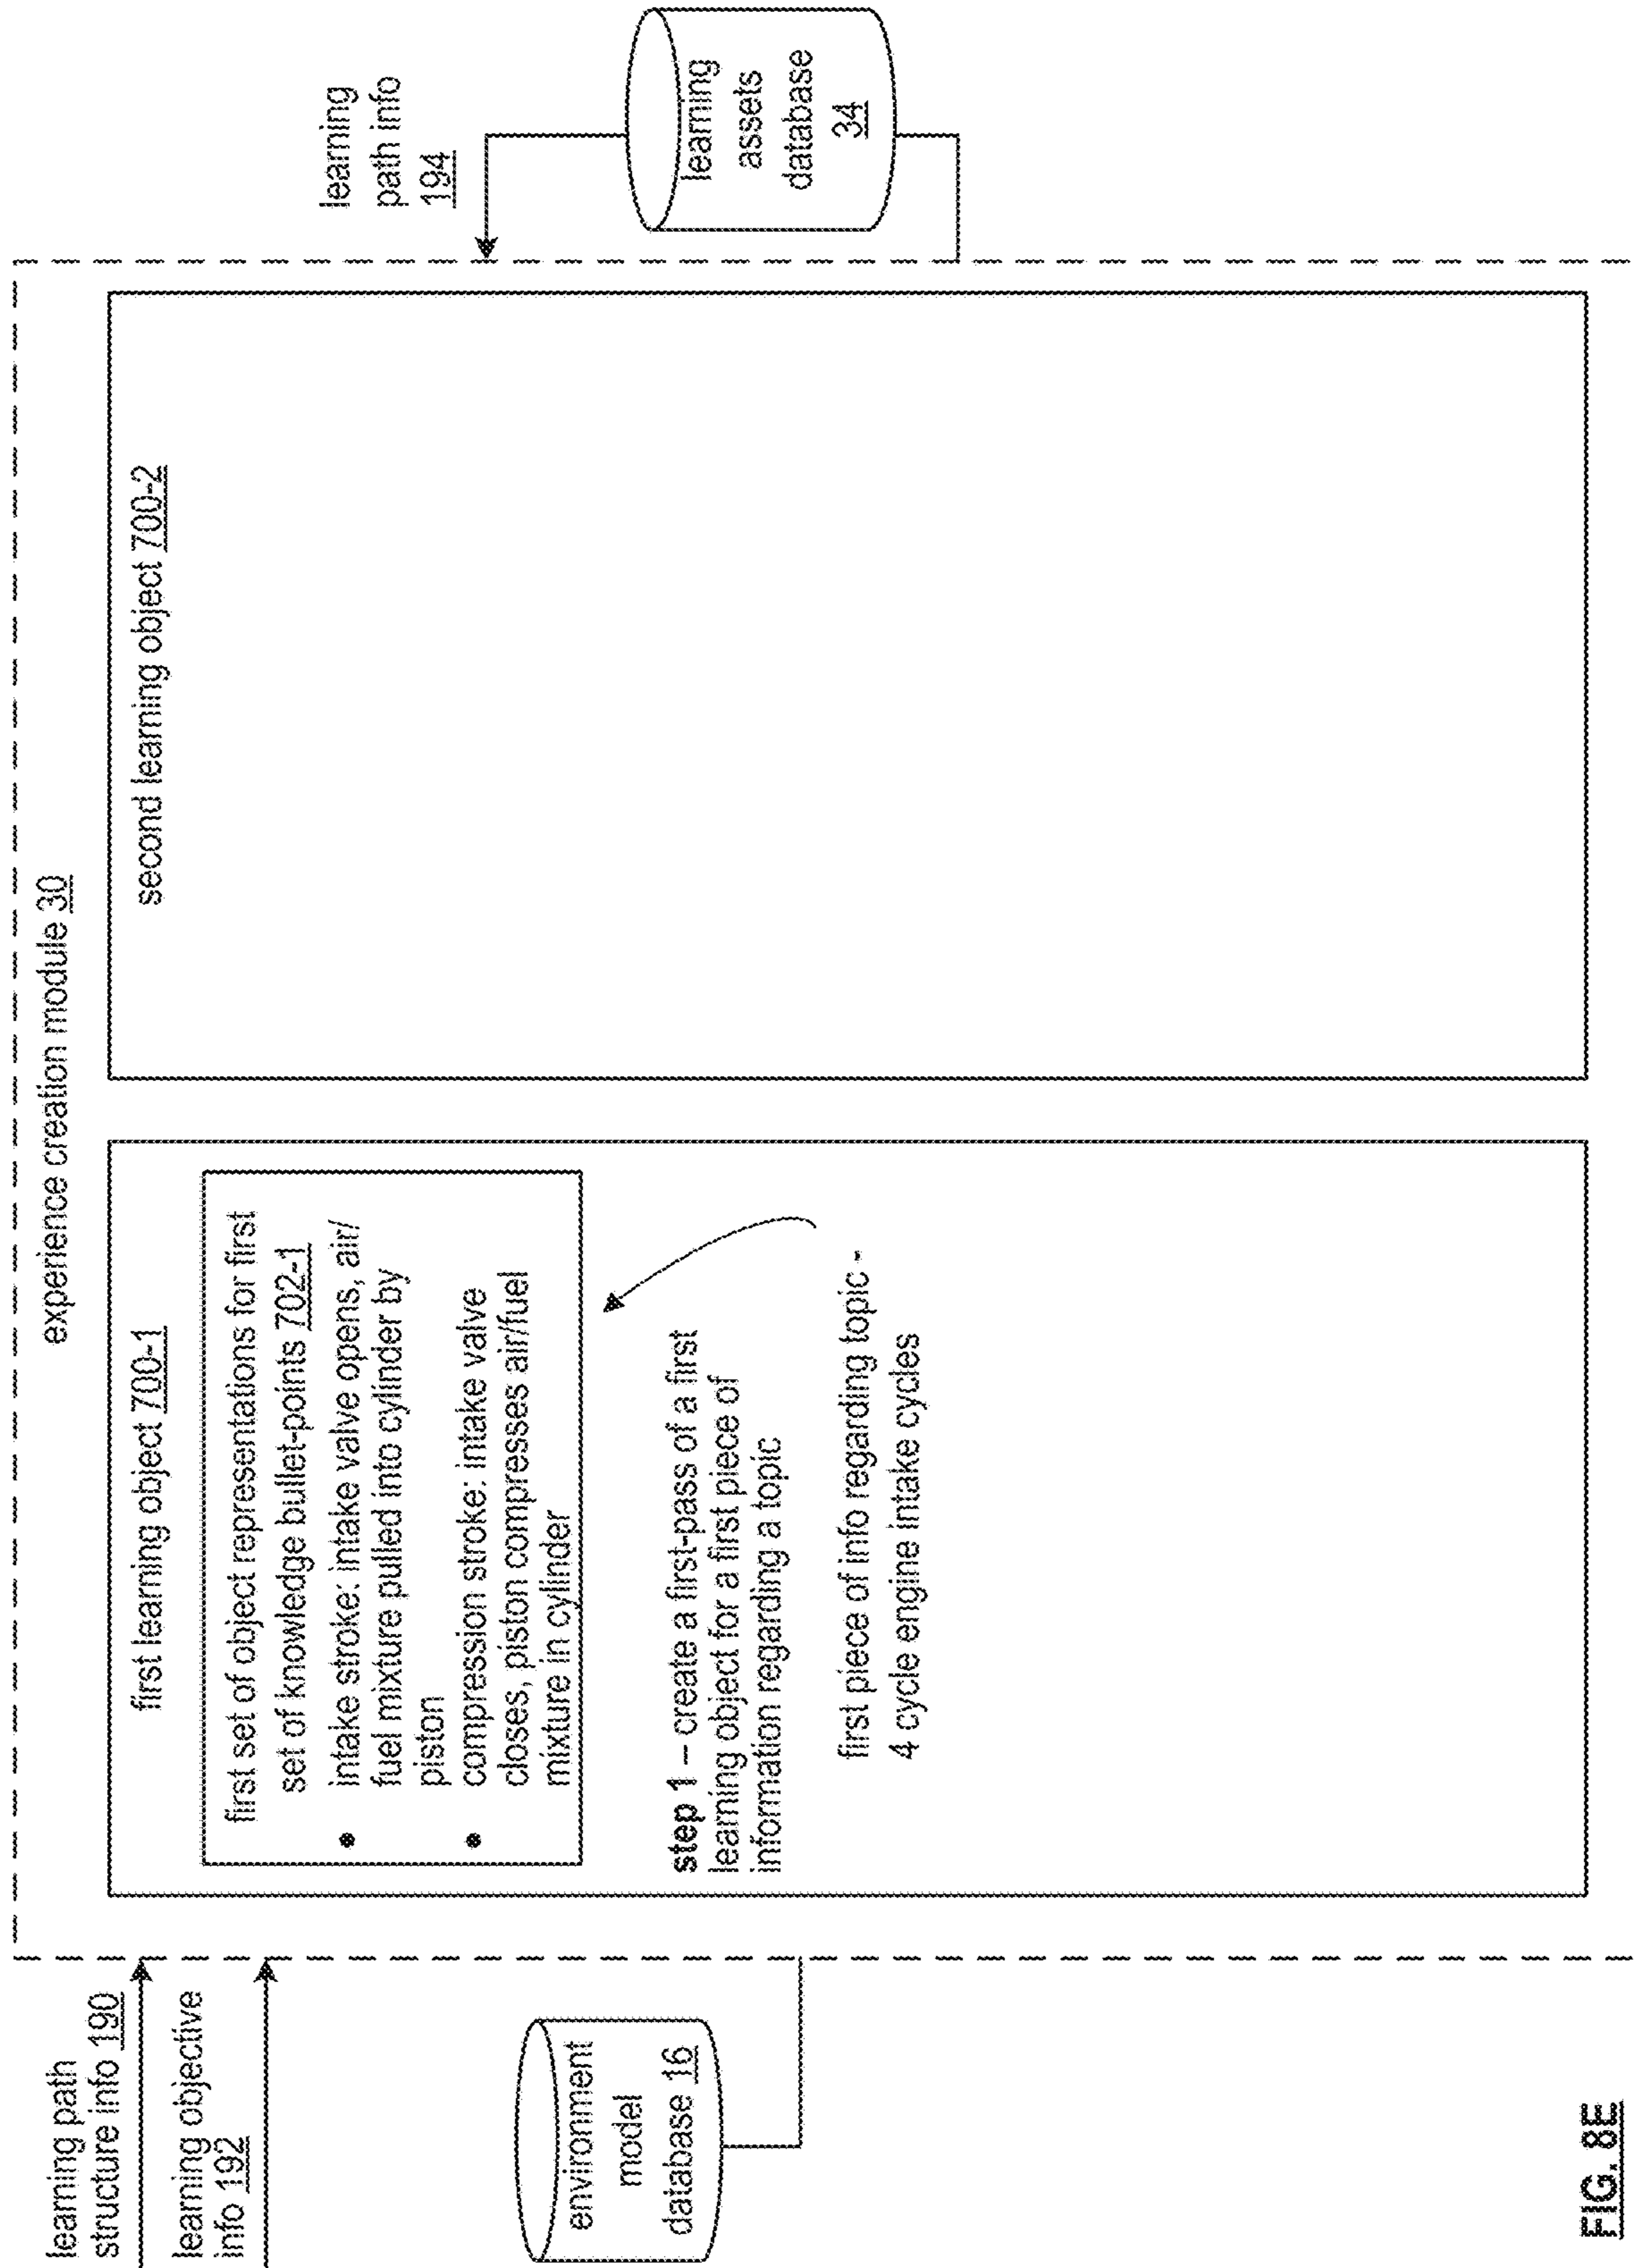 experience creation module 30
learning path
structure info 190
learning objective
info 192
environment
model
database 16
first learning object 700-1
first set of object representations for first
set of knowledge bullet-points 702-1
• intake stroke: intake valve opens, air/
fuel mixture pulled into cylinder by
piston
• compression stroke: intake valve
closes, piston compresses air/fuel
mixture in cylinder
step 1 – create a first-pass of a first
learning object for a first piece of
information regarding a topic
first piece of info regarding topic -
4 cycle engine intake cycles
second learning object 700-2
learning
path info
194
learning
assets
database
34
FIG. 8E